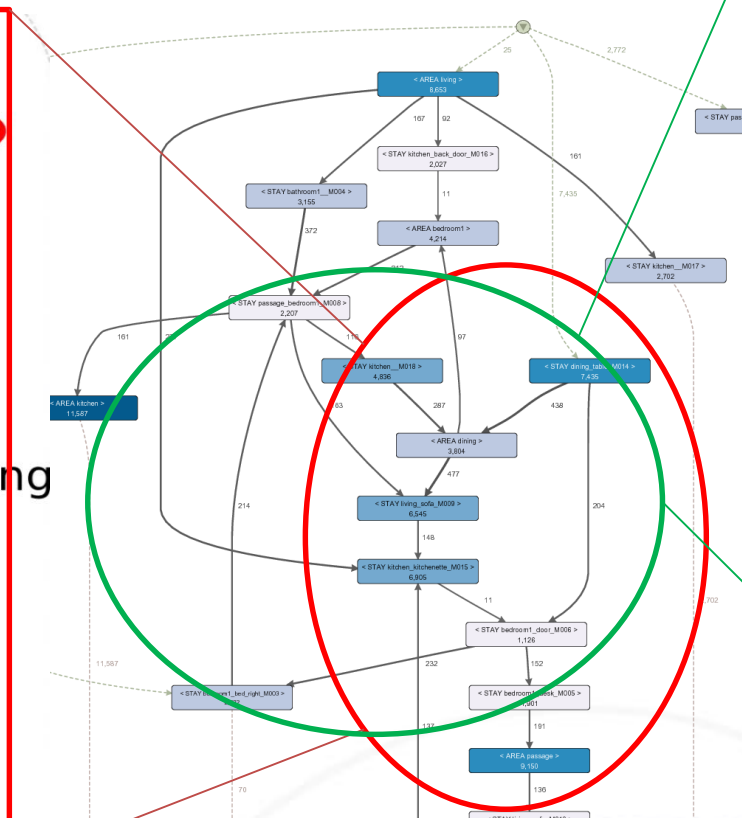 25
2,772
< AREA living >
8,653
< STAY pas
167
92
161
7,435
< STAY kitchen_back_door_M016 >
2,027
< STAY bathroom1__M004 >
3,155
11
372
< AREA bedroom1 >
4,214
< STAY kitchen__M017 >
2,702
< STAY passage_bedroom1_M008 >
2,207
161
97
< STAY kitchen__M018 >
4,836
< STAY dining_table_M014 >
7,435
< AREA kitchen >
11,587
287
438
< AREA dining >
3,804
ng
477
< STAY living_sofa_M009 >
6,545
214
204
148
< STAY kitchen_kitchenette_M015 >
6,905
11
< STAY bedroom1_door_M006 >
1,126
11,587
232
152
< STAY bedroom1_bed_right_M003 >
< STAY bedroom1_desk_M005 >
137
191
< AREA passage >
9,150
70
136